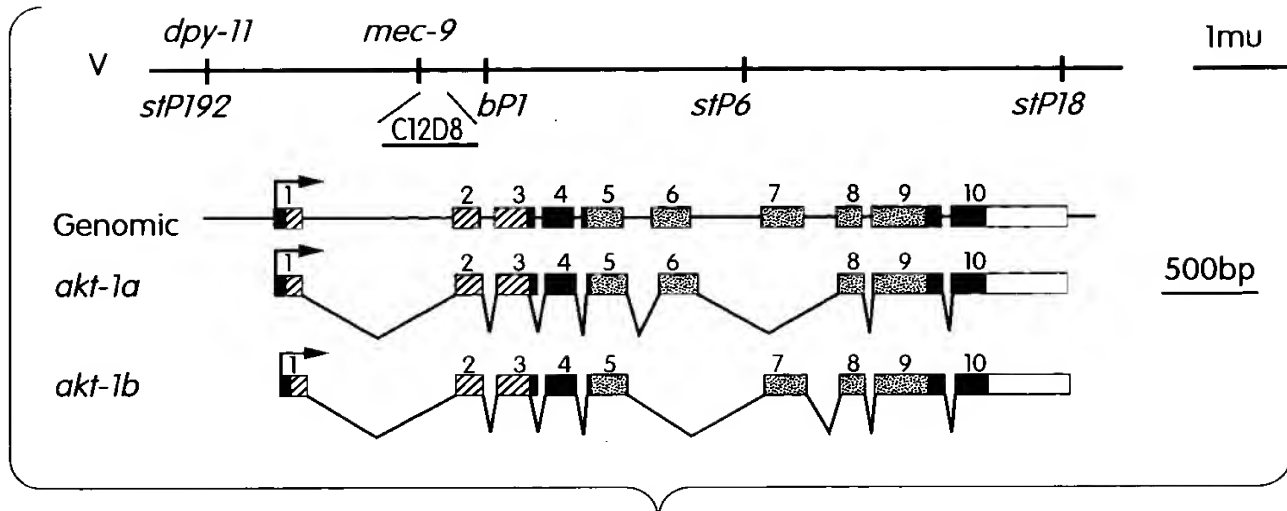 dpy-11 mec-9 1mu
V
stP192 bP1 stP6 stP18
C12D8
1 2 3 4 5 6 7 8 9 10
Genomic
1 2 3 4 5 6 8 9 10
akt-1a 500bp
1 2 3 4 5 7 8 9 10
akt-1b